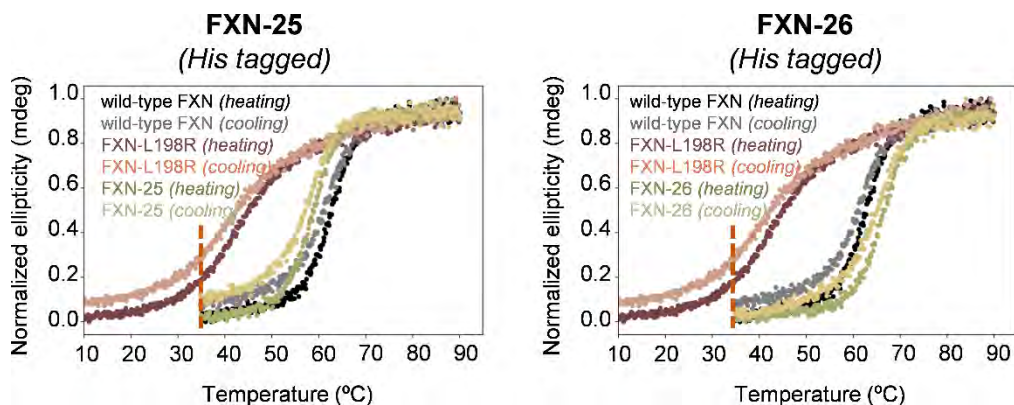 FXN-25
(His tagged)
Normalized ellipticity (mdeg)
1.0
0.8
0.6
0.4
0.2
0.0
wild-type FXN (heating)
wild-type FXN (cooling)
FXN-L198R (heating)
FXN-L198R (cooling)
FXN-25 (heating)
FXN-25 (cooling)
10 20 30 40 50 60 70 80 90
Temperature (ºC)
FXN-26
(His tagged)
Normalized ellipticity (mdeg)
1.0
0.8
0.6
0.4
0.2
0.0
wild-type FXN (heating)
wild-type FXN (cooling)
FXN-L198R (heating)
FXN-L198R (cooling)
FXN-26 (heating)
FXN-26 (cooling)
10 20 30 40 50 60 70 80 90
Temperature (ºC)